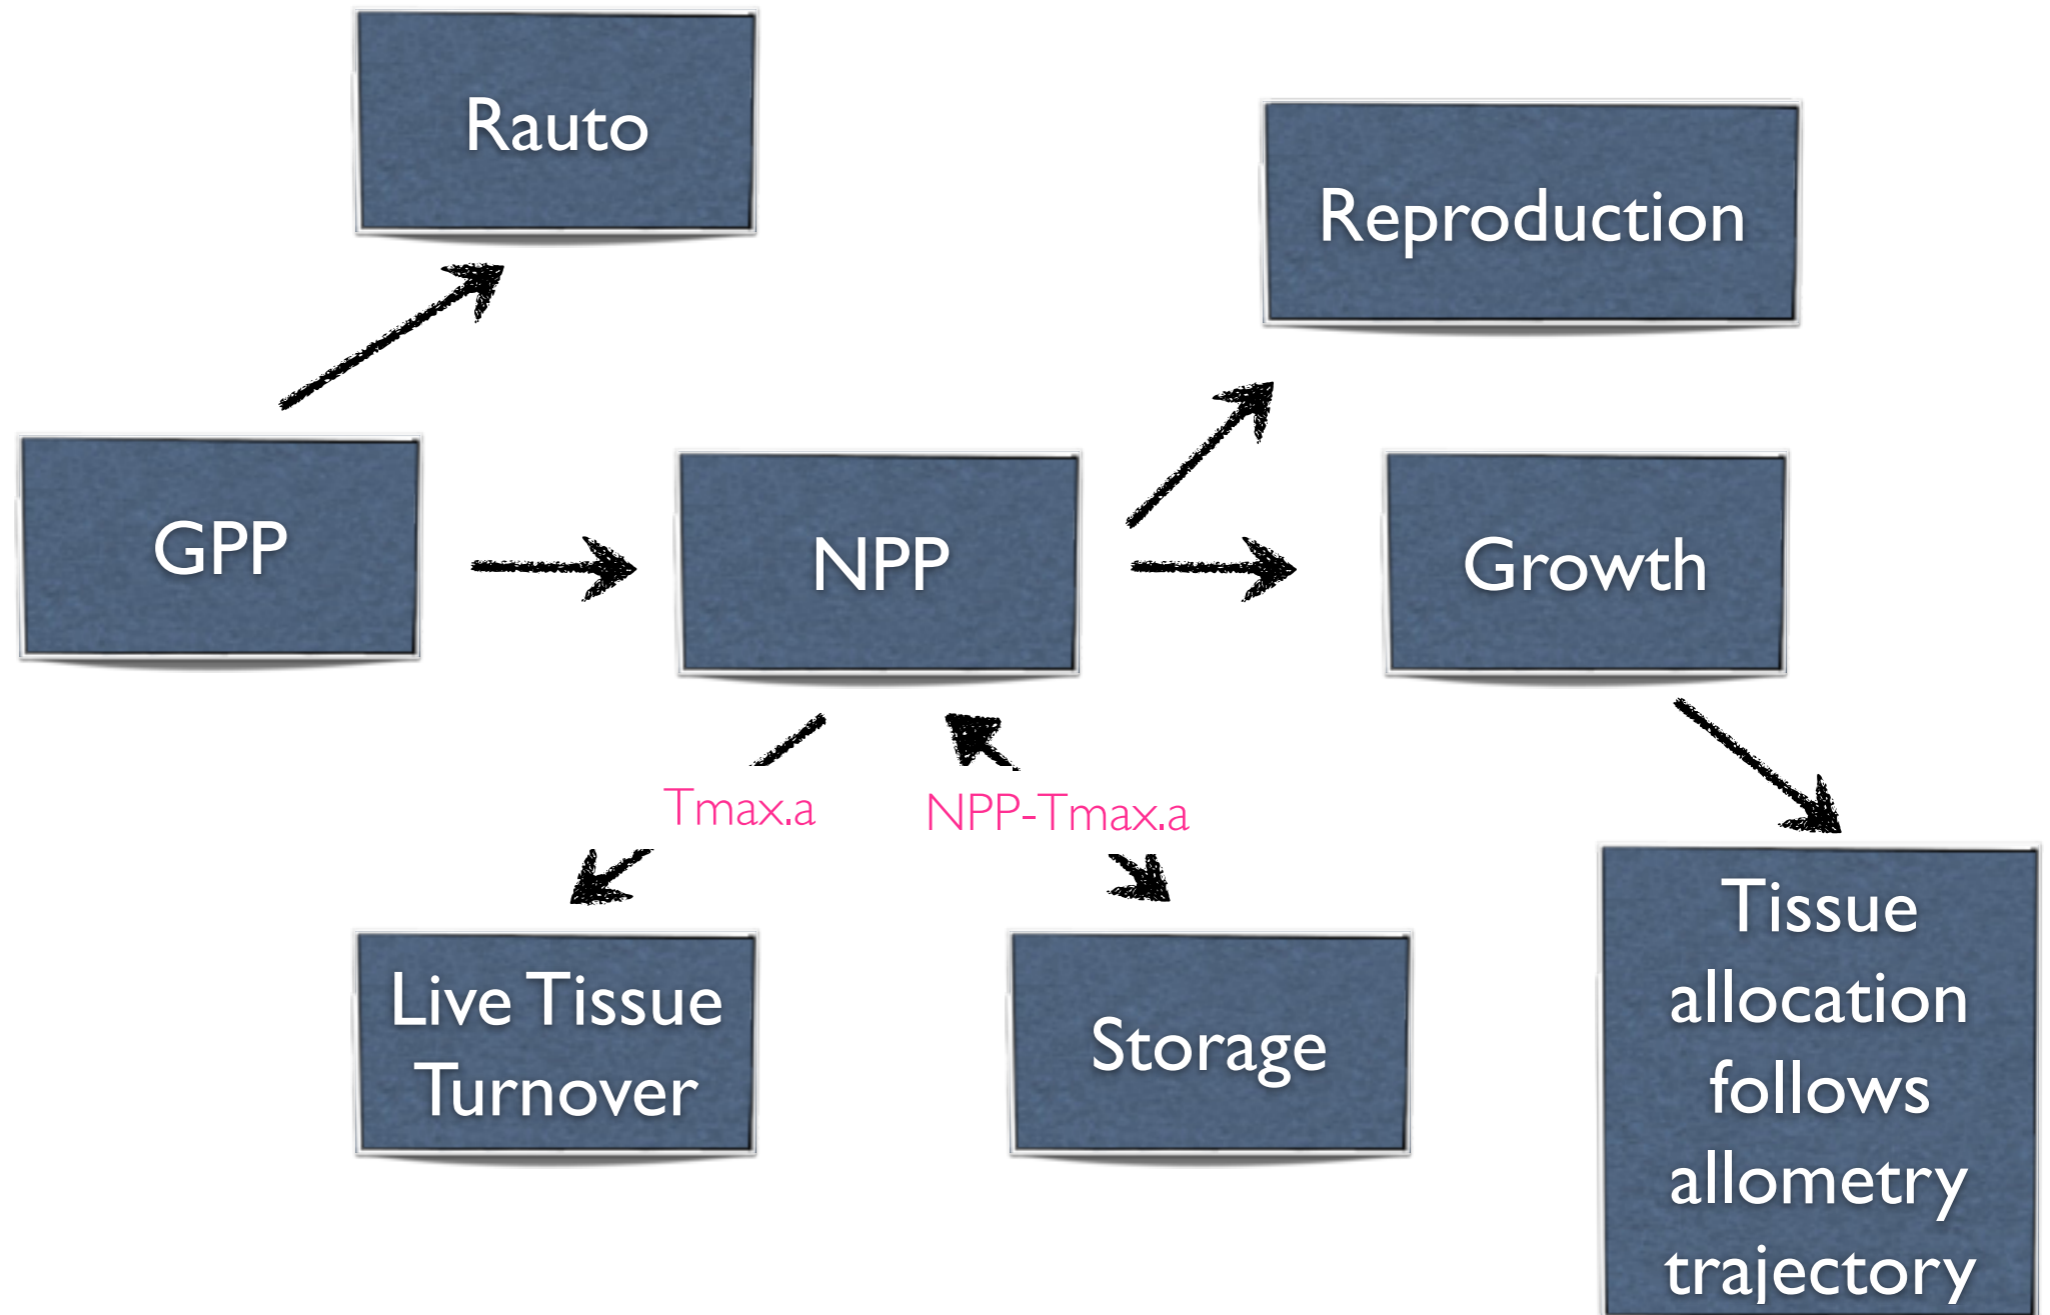 Rauto
Reproduction
GPP
NPP
Growth
Tmax.a
NPP-Tmax.a
Live Tissue
Turnover
Storage
Tissue
allocation
follows
allometry
trajectory